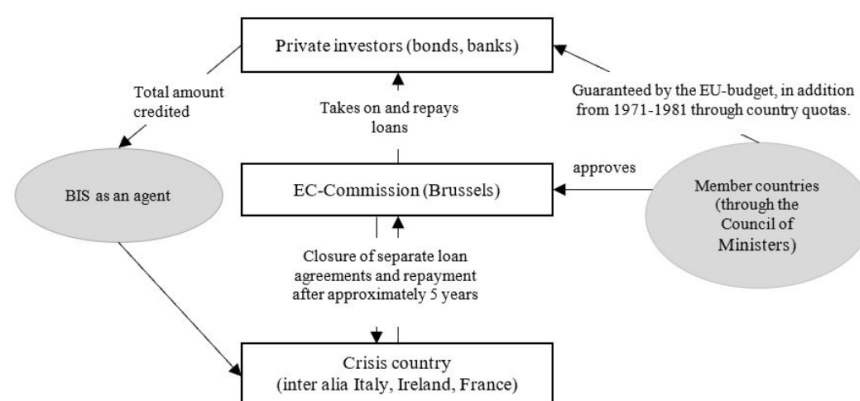 Private investors (bonds, banks)
Total amount
credited
Takes on and repays
loans
Guaranteed by the EU-budget, in addition
from 1971-1981 through country quotas.
BIS as an agent
EC-Commission (Brussels)
approves
Member countries
(through the
Council of
Ministers)
Closure of separate loan
agreements and repayment
after approximately 5 years
Crisis country
(inter alia Italy, Ireland, France)